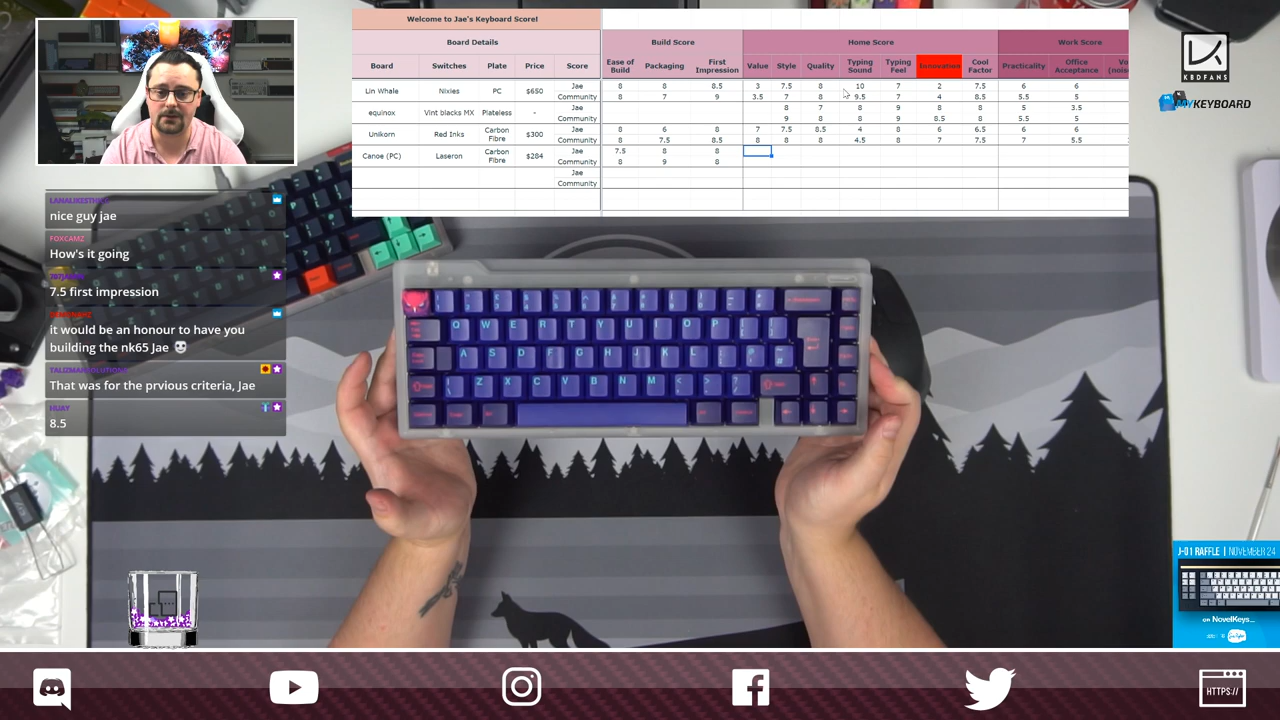 Welcome to Jae's Keyboard Score!
Board Details Build Score Home Score Work Score
Board Switches Plate Price Score Ease of Build Packaging First Impression Value Style Quality Typing Sound Typing Feel Innovation Cool Factor Practicality Office Acceptance
Lin Whale Nixies PC $650 Jae 8 8 8.5 3 7.5 8 10 7 2 7.5 6 6
Community 8 7 9 3.5 7 8 9.5 7 4 8.5 5.5 5
equinox Vint blacks MX Plateless - Jae 8 7 8 9 8 8 5 3.5
Community 9 8 8 9 8.5 8 5.5 5
Unikorn Red Inks Carbon Fibre $300 Jae 8 6 8 7 7.5 8.5 4 8 6 6.5 6 6
Community 8 7.5 8.5 8 8 8 4.5 8 7 7.5 7 5.5
Canoe (PC) Laseron Carbon Fibre $284 Jae 7.5 8 8
Community 8 9 8
Jae
Community
KBDFANS
MYKEYBOARD
nice guy jae
FOXCAMZ
How's it going
7.5 first impression
it would be an honour to have you
building the nk65 Jae
That was for the prvious criteria, Jae
HUAY
8.5
Q W E R T Y U I O P
A S D F G H J K L
Z X C V B N M < > ?
J-01 RAFFLE | NOVEMBER 24
ON NovelKeys
HTTPS://